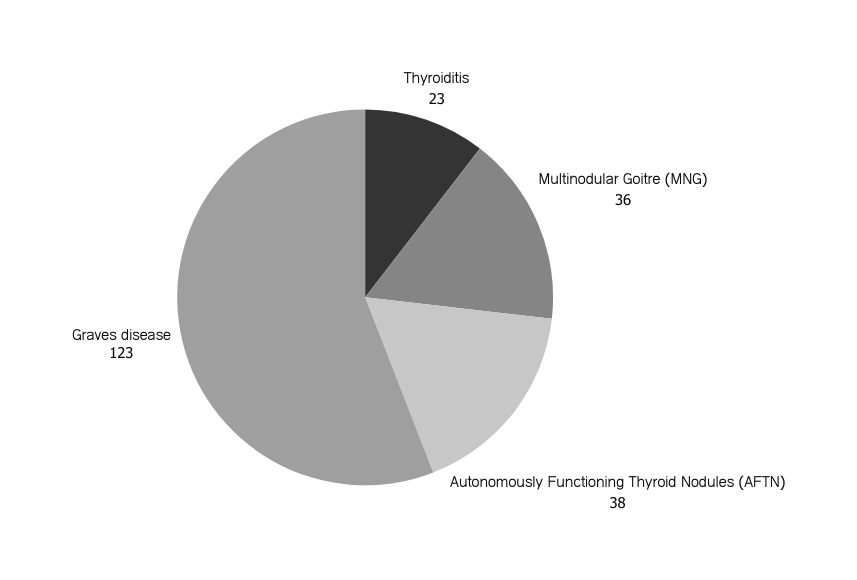 Thyroiditis
23
Multinodular Goitre (MNG)
36
Graves disease
123
Autonomously Functioning Thyroid Nodules (AFTN)
38